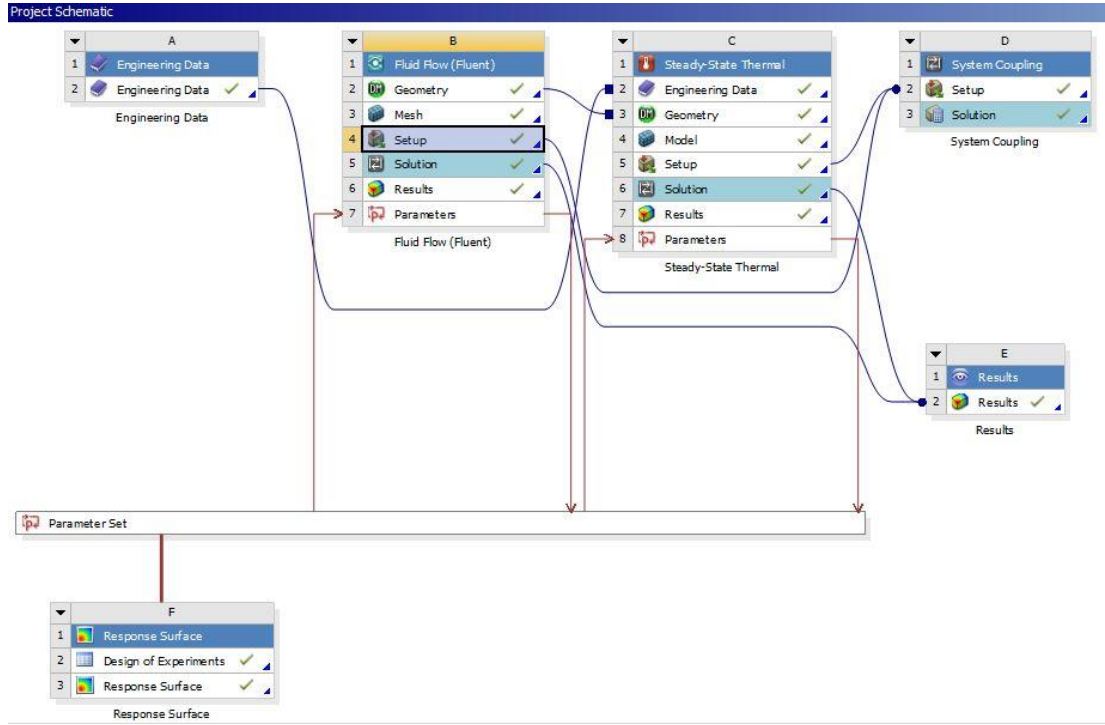 Project Schematic
A
1 Engineering Data
2 Engineering Data
Engineering Data
B
1 Fluid Flow (Fluent)
2 Geometry
3 Mesh
4 Setup
5 Solution
6 Results
7 Parameters
Fluid Flow (Fluent)
C
1 Steady-State Thermal
2 Engineering Data
3 Geometry
4 Model
5 Setup
6 Solution
7 Results
8 Parameters
Steady-State Thermal
D
1 System Coupling
2 Setup
3 Solution
System Coupling
E
1 Results
2 Results
Results
Parameter Set
F
1 Response Surface
2 Design of Experiments
3 Response Surface
Response Surface